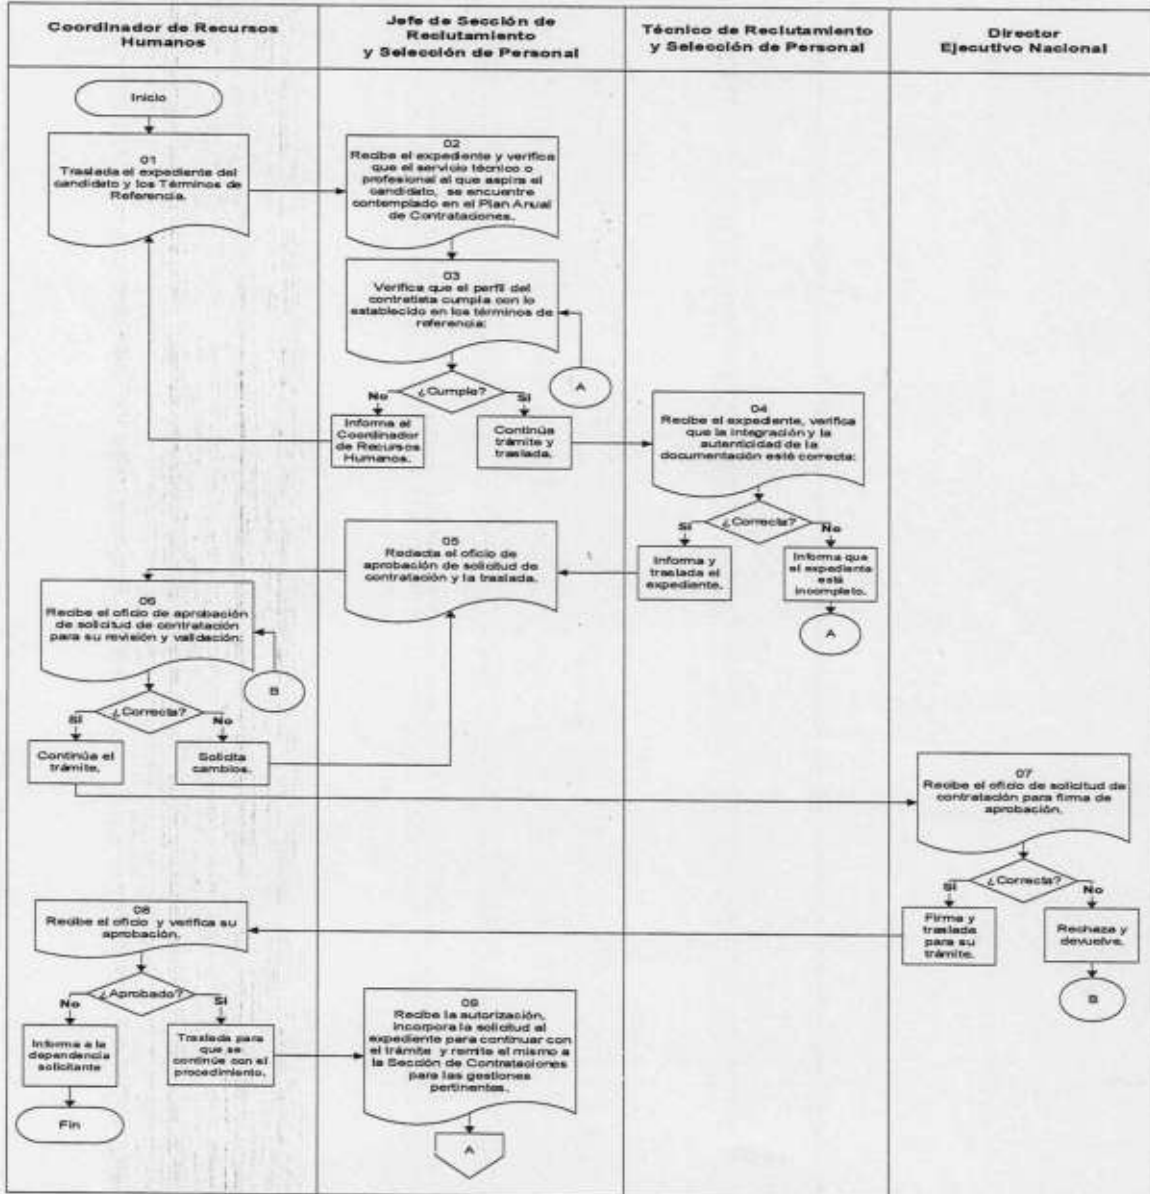 Coordinador de Recursos
Humanos
Jefe de Sección de
Reclutamiento
y Selección de Personal
Técnico de Reclutamiento
y Selección de Personal
Director
Ejecutivo Nacional
Inicio
01
Traslada el expediente del
candidato y los Términos de
Referencia.
02
Recibe el expediente y verifica
que el servicio técnico o
profesional al que aspira el
candidato, se encuentre
contemplado en el Plan Anual
de Contrataciones.
03
Verifica que el perfil del
contratista cumpla con lo
establecido en los términos de
referencia:
A
¿Cumple?
No
Sí
Informa al
Coordinador
de Recursos
Humanos.
Continúa
trámite y
traslada.
04
Recibe el expediente, verifica
que la integración y la
autenticidad de la
documentación esté correcta:
¿Correcta?
Sí
No
Informa y
traslada el
expediente.
Informa que
el expediente
está
incompleto.
A
05
Redacta el oficio de
aprobación de solicitud de
contratación y la traslada.
06
Recibe el oficio de aprobación
de solicitud de contratación
para su revisión y validación:
B
¿Correcta?
Sí
No
Continúa el
trámite.
Solicita
cambios.
07
Recibe el oficio de solicitud de
contratación para firma de
aprobación.
¿Correcta?
Sí
No
Firma y
traslada
para su
trámite.
Rechaza y
devuelve.
B
08
Recibe el oficio y verifica su
aprobación.
¿Aprobado?
No
Sí
Informa a la
dependencia
solicitante
Traslada para
que se
continúe con el
procedimiento.
Fin
09
Recibe la autorización,
incorpora la solicitud al
expediente para continuar con
el trámite y remite el mismo a
la Sección de Contrataciones
para las gestiones
pertinentes.
A